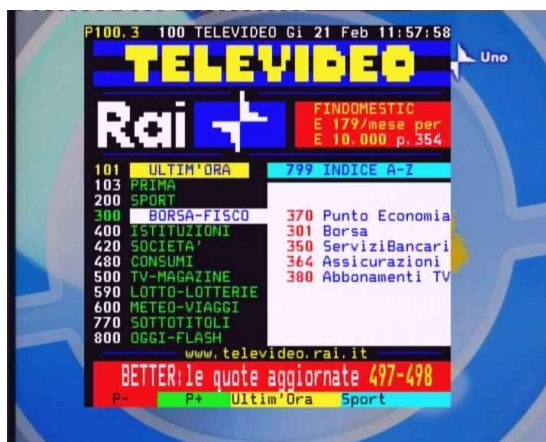 P100.3 100 TELEVIDEO Gi 21 Feb 11:57:58
TELEVIDEO
Uno
Rai
FINDOMESTIC
E 179/mese per
E 10.000 p.354
101 ULTIM'ORA 799 INDICE A-Z
103 PRIMA
200 SPORT
300 BORSA-FISCO 370 Punto Economia
400 ISTITUZIONI 301 Borsa
420 SOCIETA' 350 ServiziBancari
480 CONSUMI 364 Assicurazioni
500 TV-MAGAZINE 380 Abbonamenti TV
590 LOTTO-LOTTERIE
600 METEO-VIAGGI
770 SOTTOTITOLI
800 OGGI-FLASH
www.televideo.rai.it
BETTER:le quote aggiornate 497-498
P- P+ Ultim'Ora Sport